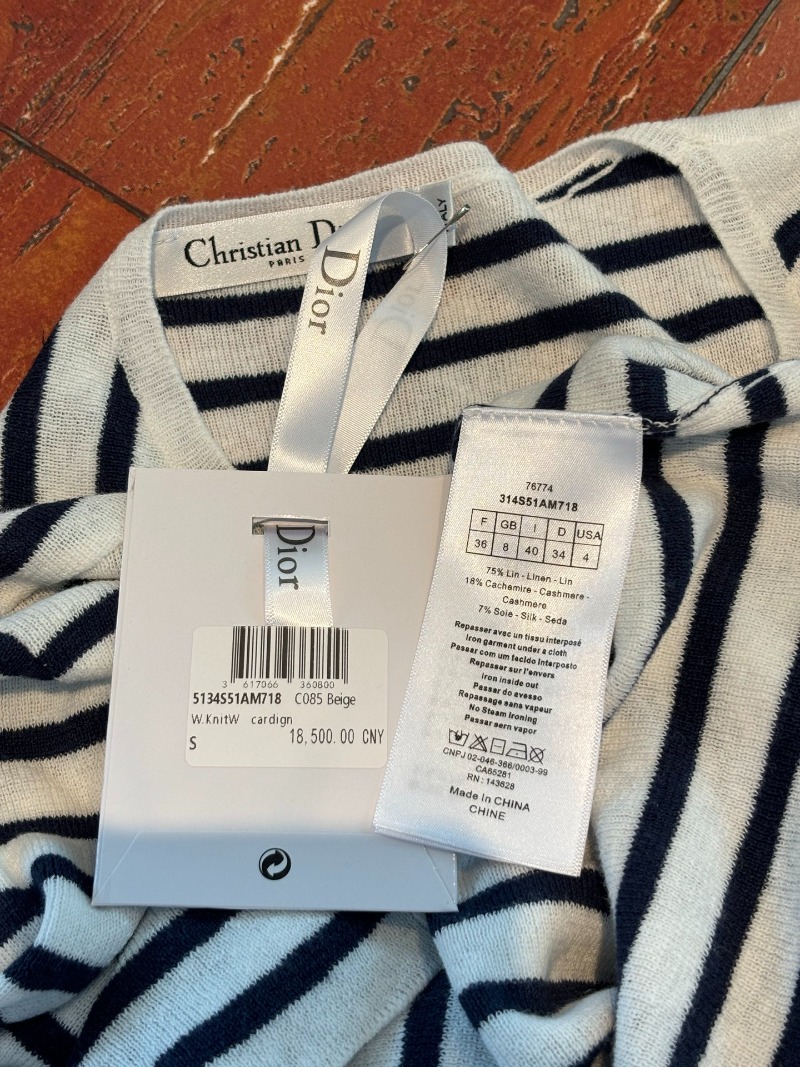 Christian D
PARIS
ALY
Dior
Dior
Dior
3 617066 360800
5134S51AM718 C085 Beige
W.KnitW cardign
18,500.00 CNY
S
76774
314S51AM718
F GB I D USA
36 8 40 34 4
75% Lin - Linen - Lin
18% Cachemire - Cashmere -
Cashmere
7% Soie - Silk - Seda
Repasser avec un tissu interposé
Iron garment under a cloth
Passar com um tecido interposto
Repasser sur l'envers
Iron inside out
Passar do avesso
Repassage sans vapeur
No Steam Ironing
Passar sem vapor
CNPJ 02-046-366/0003-99
CA65281
RN : 143628
Made in CHINA
CHINE